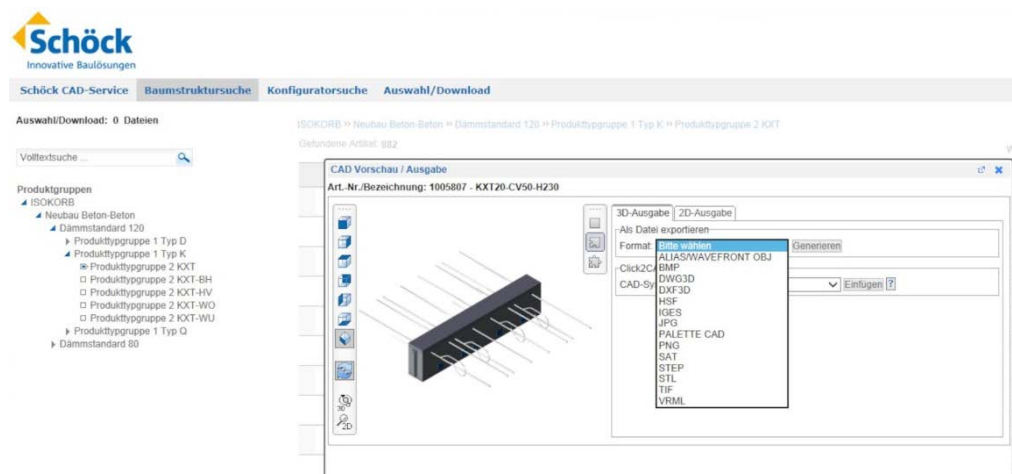 Schöck
Innovative Baulösungen
Schöck CAD-Service Baumstruktursuche Konfiguratorsuche Auswahl/Download
Auswahl/Download: 0 Dateien
ISOKORB » Neubau Beton-Beton » Dämmstandard 120 » Produkttypgruppe 1 Typ K » Produkttypgruppe 2 KXT
Gefundene Artikel: 882
Volltextsuche ...
Produktgruppen
ISOKORB
Neubau Beton-Beton
Dämmstandard 120
Produkttypgruppe 1 Typ D
Produkttypgruppe 1 Typ K
Produkttypgruppe 2 KXT
Produkttypgruppe 2 KXT-BH
Produkttypgruppe 2 KXT-HV
Produkttypgruppe 2 KXT-WO
Produkttypgruppe 2 KXT-WU
Produkttypgruppe 1 Typ Q
Dämmstandard 80
CAD Vorschau / Ausgabe
Art.-Nr./Bezeichnung: 1005807 - KXT20-CV50-H230
3D
2D
3D-Ausgabe 2D-Ausgabe
Als Datei exportieren
Format: Bitte wählen Generieren
ALIAS/WAVEFRONT OBJ
BMP
DWG3D
DXF3D
HSF
IGES
JPG
PALETTE CAD
PNG
SAT
STEP
STL
TIF
VRML
Click2CA
CAD-Sy Einfügen ?